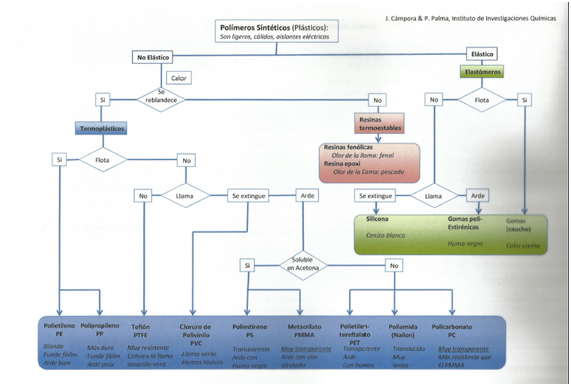 J. Cámpora & P. Palma, Instituto de Investigaciones Químicas
Polímeros Sintéticos (Plásticos):
Son ligeros, cálidos, aislantes eléctricos
No Elástico
Elástico
Elastómeros
Calor
Se
reblandece
Si
No
No
Flota
Si
Termoplásticos
Resinas
termoestables
Resinas fenólicas
Olor de la llama: fenol
Resina epoxi
Olor de la llama: pescado
Si
Flota
No
No
Llama
Se extingue
Arde
Se extingue
Llama
Arde
Silicona
Ceniza blanca
Gomas poli-
Estirénicas
Humo negro
Gomas
(caucho)
Color crema
Si
Soluble
en Acetona
No
Polietileno
PE
Blando
Funde fácilm.
Arde bien
Polipropileno
PP
Más duro
Funde fácilm.
Arde peor
Teflón
PTFE
Muy resistente
Colorea la llama
amarillo verd.
Cloruro de
Polivinilo
PVC
Llama verde
Humos blancos
Poliestireno
PS
Transparente
Arde con
Humo negro
Metacrilato
PMMA
Muy transparente
Arde con olor
afrutado
Polietilen-
tereftalato
PET
Transparente
Arde
Con humos
Poliamida
(Nailon)
Translúcido
Muy
tenaz
Policarbonato
PC
Muy transparente
Más resistente que
El PMMA